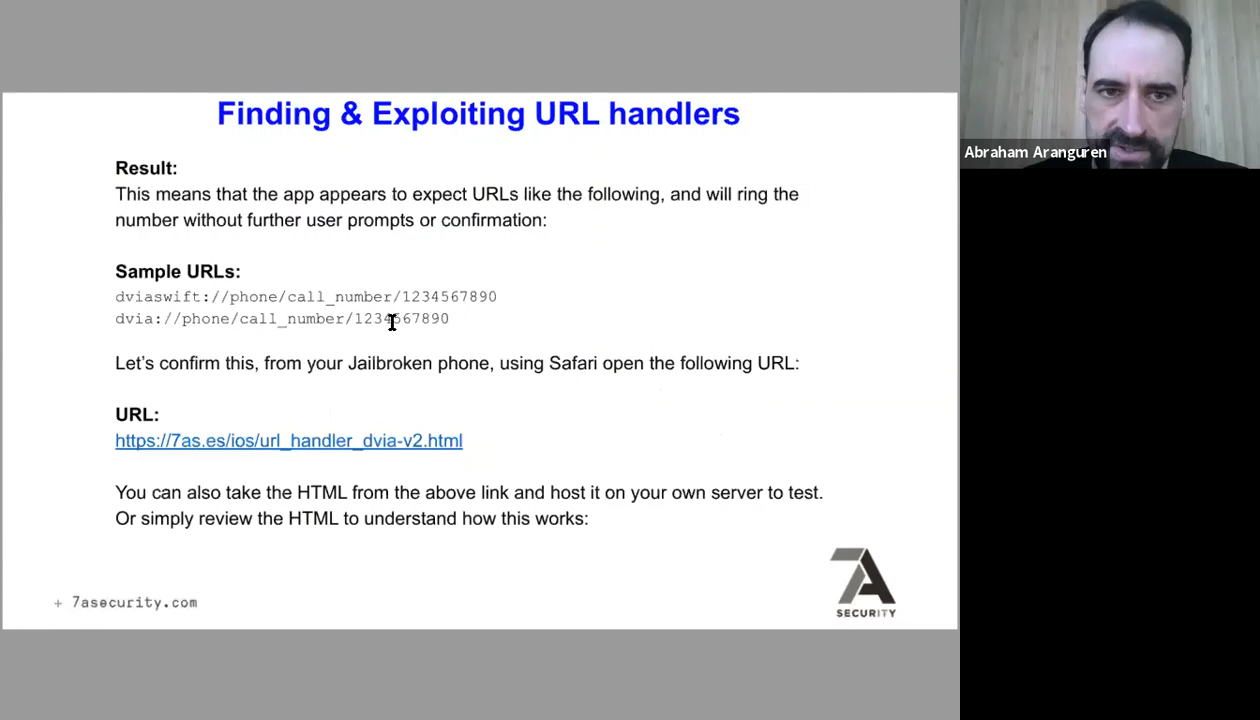 Finding & Exploiting URL handlers
Result:
This means that the app appears to expect URLs like the following, and will ring the
number without further user prompts or confirmation:
Sample URLs:
dviaswift://phone/call_number/1234567890
dvia://phone/call_number/1234567890
Let's confirm this, from your Jailbroken phone, using Safari open the following URL:
URL:
https://7as.es/ios/url_handler_dvia-v2.html
You can also take the HTML from the above link and host it on your own server to test.
Or simply review the HTML to understand how this works:
+ 7asecurity.com
7A
SECURITY
Abraham Aranguren